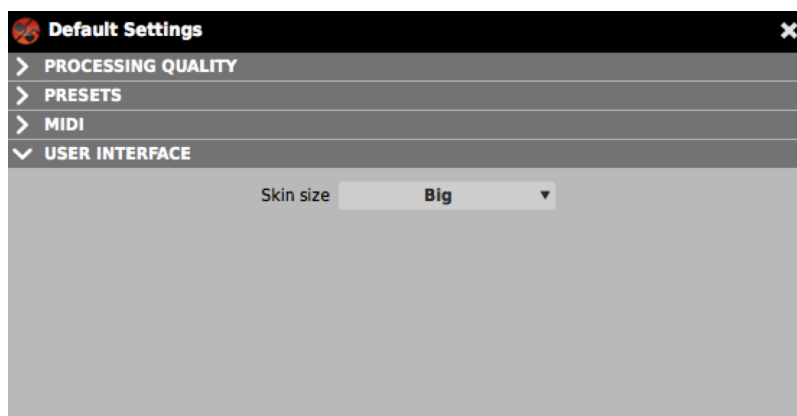 Default Settings
PROCESSING QUALITY
PRESETS
MIDI
USER INTERFACE
Skin size Big